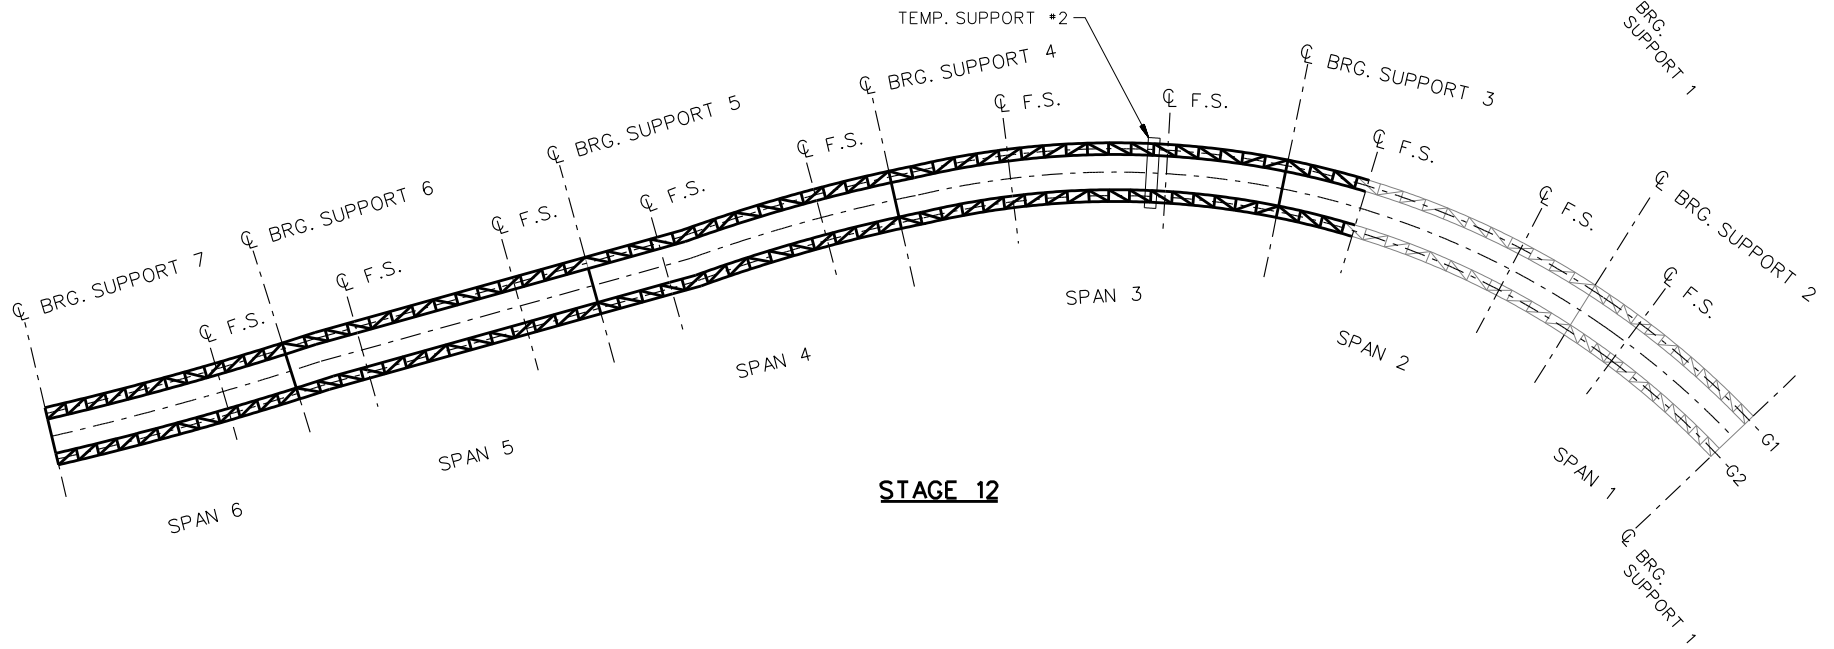 TEMP. SUPPORT #2
BRG.
SUPPORT 1
℄ BRG. SUPPORT 7
℄ BRG. SUPPORT 6
℄ BRG. SUPPORT 5
℄ BRG. SUPPORT 4
℄ BRG. SUPPORT 3
℄ BRG. SUPPORT 2
℄ F.S.
℄ F.S.
℄ F.S.
℄ F.S.
℄ F.S.
℄ F.S.
℄ F.S.
℄ F.S.
℄ F.S.
℄ F.S.
SPAN 6
SPAN 5
SPAN 4
SPAN 3
SPAN 2
SPAN 1
G1
G2
℄ BRG.
SUPPORT 1
STAGE 12